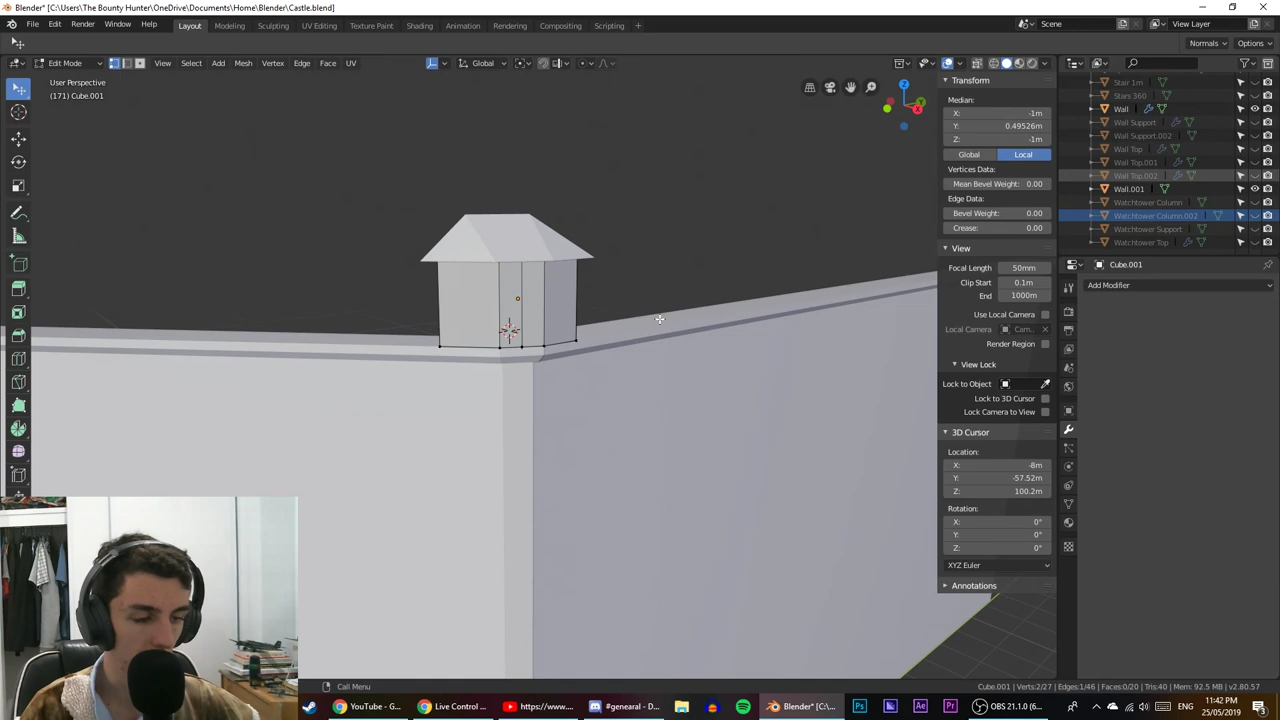 Blender* [C:\Users\The Bounty Hunter\OneDrive\Documents\Home\Blender\Castle.blend]
File Edit Render Window Help
Layout Modeling Sculpting UV Editing Texture Paint Shading Animation Rendering Compositing Scripting +
Scene
View Layer
Normals Options
Edit Mode
View Select Add Mesh Vertex Edge Face UV
Global
User Perspective
(171) Cube.001
Z
Y
X
Transform
Median:
X: -1m
Y: 0.49526m
Z: -1m
Global Local
Vertices Data:
Mean Bevel Weight: 0.00
Edge Data:
Bevel Weight: 0.00
Crease: 0.00
View
Focal Length 50mm
Clip Start 0.1m
End 1000m
Use Local Camera
Local Camera Cam...
Render Region
View Lock
Lock to Object
Lock to 3D Cursor
Lock Camera to View
3D Cursor
Location:
X: -8m
Y: -57.52m
Z: 100.2m
Rotation:
X: 0°
Y: 0°
Z: 0°
XYZ Euler
Annotations
Stair 1m
Stars 360
Wall
Wall Support
Wall Support.002
Wall Top
Wall Top.001
Wall Top.002
Wall.001
Watchtower Column
Watchtower Column.002
Watchtower Support
Watchtower Top
Cube.001
Add Modifier
Call Menu
Cube.001 | Verts:2/27 | Edges:1/46 | Faces:0/20 | Tris:40 | Mem: 92.5 MB | v2.80.57
YouTube - G...
Live Control ...
https://www....
#genearal - D...
Blender* [C:\...
Ps
Ae
Pr
OBS 21.1.0 (6...
ENG
11:42 PM
25/05/2019